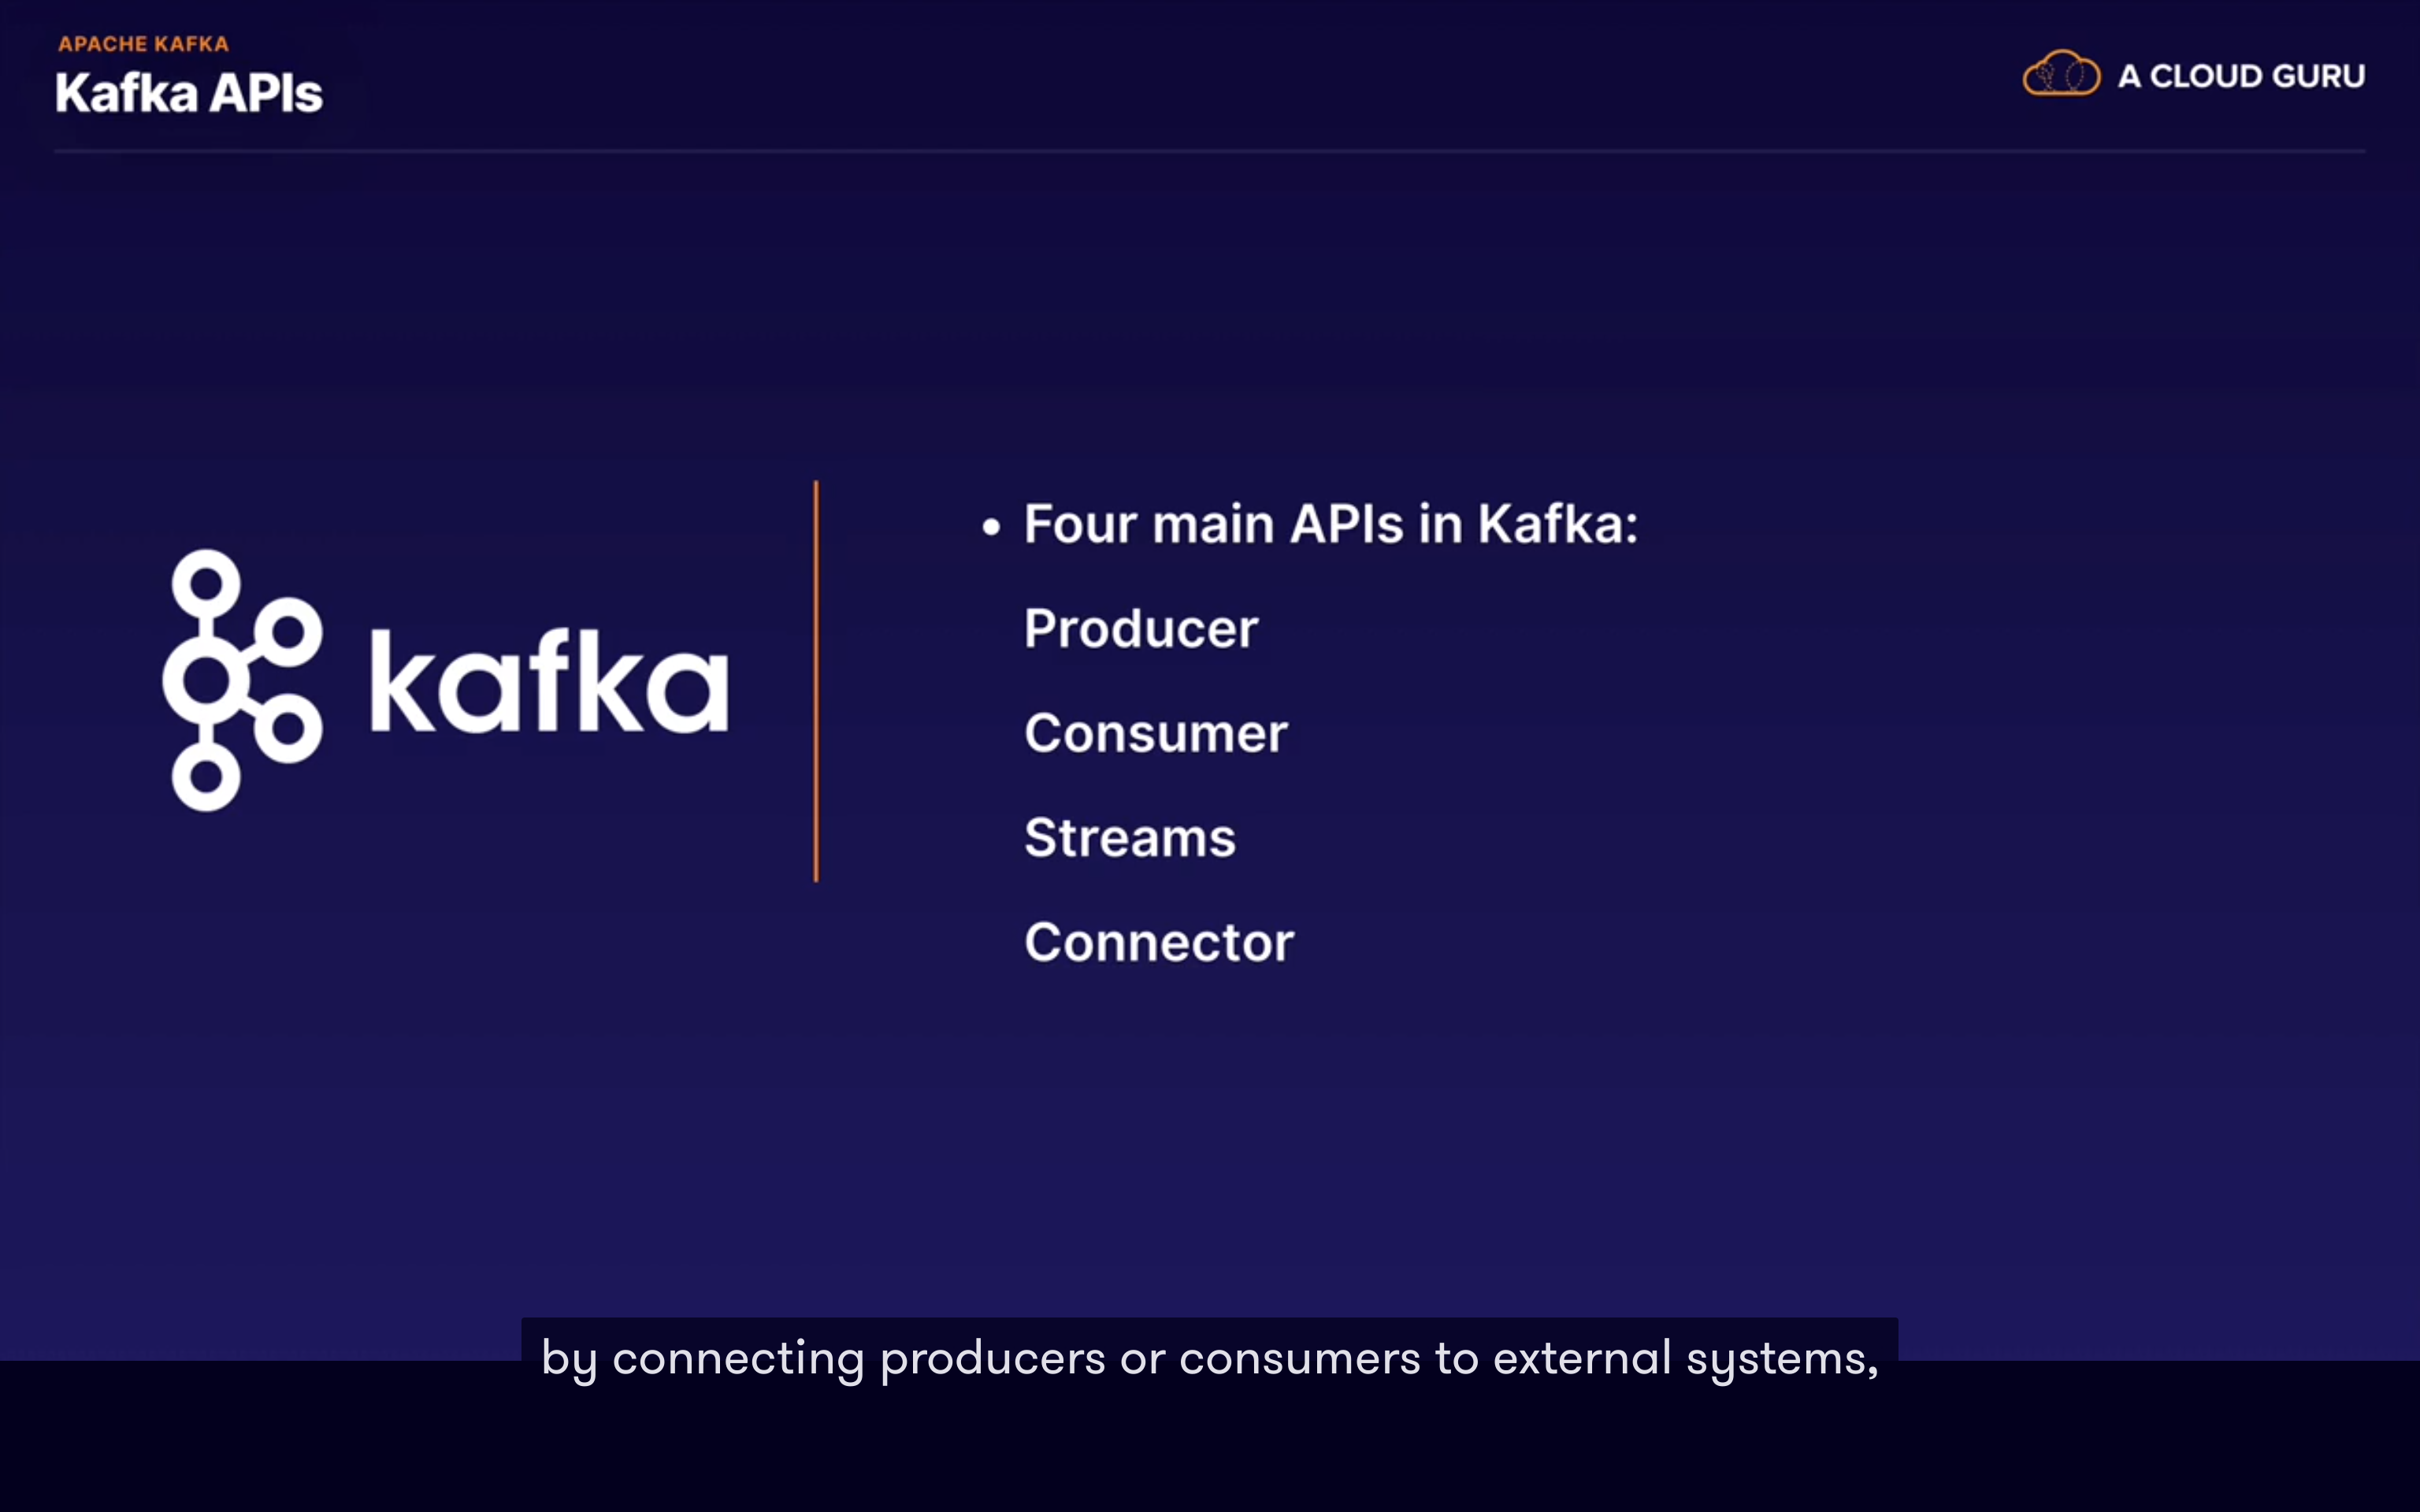 APACHE KAFKA
Kafka APIs
A CLOUD GURU
kafka
• Four main APIs in Kafka:
Producer
Consumer
Streams
Connector
by connecting producers or consumers to external systems,